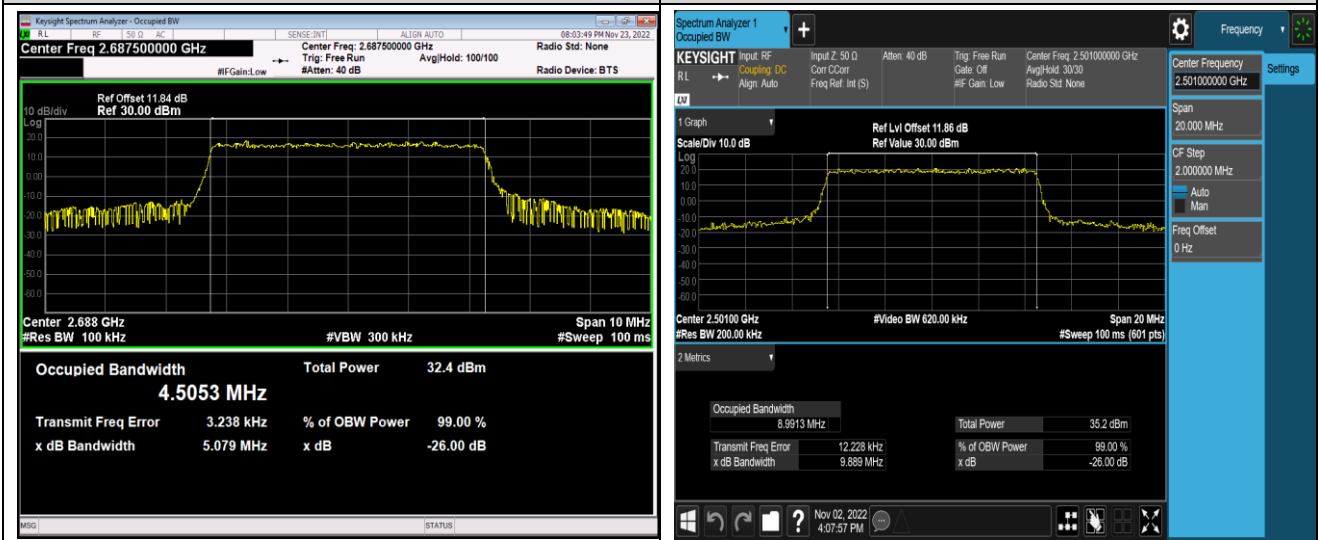 Keysight Spectrum Analyzer - Occupied BW
RL RF 50 Ω AC SENSE:INT ALIGN AUTO 08:03:49 PM Nov 23, 2022
Center Freq 2.687500000 GHz Center Freq: 2.687500000 GHz Radio Std: None
Trig: Free Run Avg|Hold: 100/100
#IFGain:Low #Atten: 40 dB Radio Device: BTS
Ref Offset 11.84 dB
10 dB/div Ref 30.00 dBm
Log
20.0
10.0
0.00
-10.0
-20.0
-30.0
-40.0
-50.0
-60.0
Center 2.688 GHz Span 10 MHz
#Res BW 100 kHz #VBW 300 kHz #Sweep 100 ms
Occupied Bandwidth Total Power 32.4 dBm
4.5053 MHz
Transmit Freq Error 3.238 kHz % of OBW Power 99.00 %
x dB Bandwidth 5.079 MHz x dB -26.00 dB
MSG STATUS
Spectrum Analyzer 1
Occupied BW
+
Frequency
KEYSIGHT Input: RF Input Z: 50 Ω Atten: 40 dB Trig: Free Run Center Freq: 2.501000000 GHz
RL Coupling: DC Corr CCorr Gate: Off Avg|Hold: 30/30
Align: Auto Freq Ref: Int (S) #IF Gain: Low Radio Std: None
LXI
1 Graph Ref Lvl Offset 11.86 dB
Scale/Div 10.0 dB Ref Value 30.00 dBm
Log
20.0
10.0
0.00
-10.0
-20.0
-30.0
-40.0
-50.0
-60.0
Center 2.50100 GHz #Video BW 620.00 kHz Span 20 MHz
#Res BW 200.00 kHz #Sweep 100 ms (601 pts)
2 Metrics
Occupied Bandwidth
8.9913 MHz Total Power 35.2 dBm
Transmit Freq Error 12.228 kHz % of OBW Power 99.00 %
x dB Bandwidth 9.889 MHz x dB -26.00 dB
?
Nov 02, 2022
4:07:57 PM
Center Frequency
2.501000000 GHz
Settings
Span
20.000 MHz
CF Step
2.000000 MHz
Auto
Man
Freq Offset
0 Hz